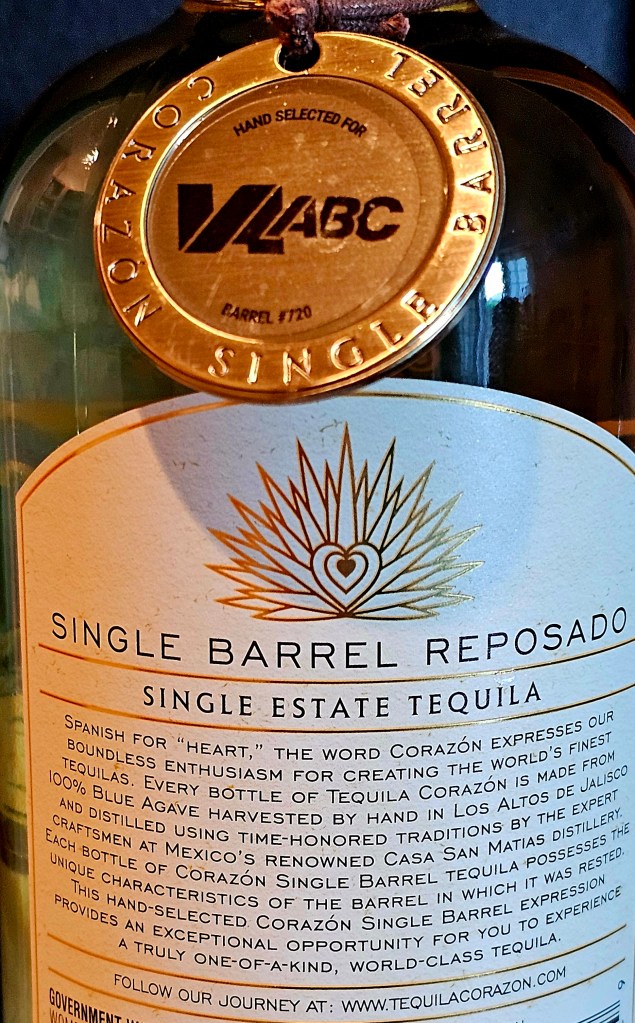 CORAZÓN
SINGLE BARREL
HAND SELECTED FOR
VA ABC
BARREL #720
SINGLE BARREL REPOSADO
SINGLE ESTATE TEQUILA
SPANISH FOR “HEART,” THE WORD CORAZÓN EXPRESSES OUR
BOUNDLESS ENTHUSIASM FOR CREATING THE WORLD’S FINEST
TEQUILAS. EVERY BOTTLE OF TEQUILA CORAZÓN IS MADE FROM
100% BLUE AGAVE HARVESTED BY HAND IN LOS ALTOS DE JALISCO
AND DISTILLED USING TIME-HONORED TRADITIONS BY THE EXPERT
CRAFTSMEN AT MEXICO’S RENOWNED CASA SAN MATIAS DISTILLERY.
EACH BOTTLE OF CORAZÓN SINGLE BARREL TEQUILA POSSESSES THE
UNIQUE CHARACTERISTICS OF THE BARREL IN WHICH IT WAS RESTED.
THIS HAND-SELECTED CORAZÓN SINGLE BARREL EXPRESSION
PROVIDES AN EXCEPTIONAL OPPORTUNITY FOR YOU TO EXPERIENCE
A TRULY ONE-OF-A-KIND, WORLD-CLASS TEQUILA.
FOLLOW OUR JOURNEY AT: WWW.TEQUILACORAZON.COM
GOVERNMENT